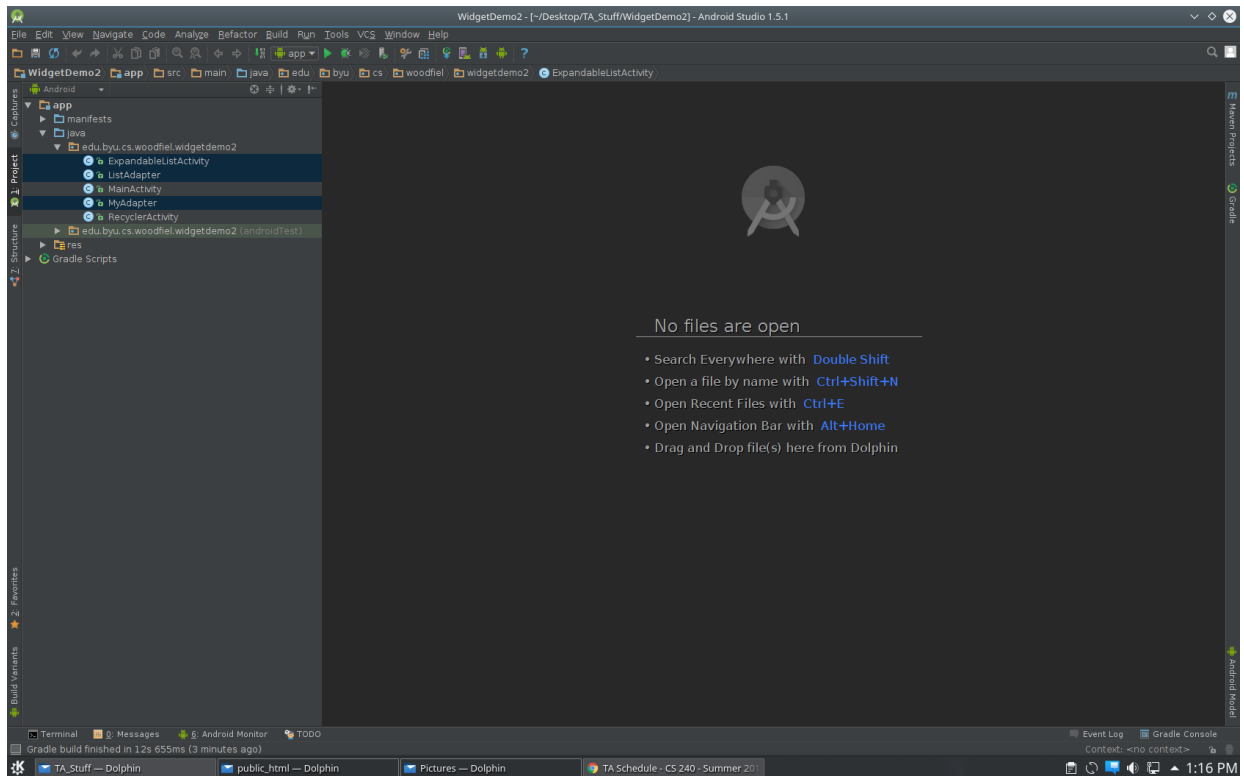 WidgetDemo2 - [~/Desktop/TA_Stuff/WidgetDemo2] - Android Studio 1.5.1
File Edit View Navigate Code Analyze Refactor Build Run Tools VCS Window Help
app
WidgetDemo2 app src main java edu byu cs woodfiel widgetdemo2 ExpandableListActivity
Captures
1: Project
7: Structure
2: Favorites
Build Variants
Android
app
manifests
java
edu.byu.cs.woodfiel.widgetdemo2
ExpandableListActivity
ListAdapter
MainActivity
MyAdapter
RecyclerActivity
edu.byu.cs.woodfiel.widgetdemo2 (androidTest)
res
Gradle Scripts
No files are open
• Search Everywhere with Double Shift
• Open a file by name with Ctrl+Shift+N
• Open Recent Files with Ctrl+E
• Open Navigation Bar with Alt+Home
• Drag and Drop file(s) here from Dolphin
Maven Projects
Gradle
Android Model
Terminal 0: Messages 6: Android Monitor TODO Event Log Gradle Console
Gradle build finished in 12s 655ms (3 minutes ago) Context: <no context>
TA_Stuff — Dolphin public_html — Dolphin Pictures — Dolphin TA Schedule - CS 240 - Summer 201 1:16 PM